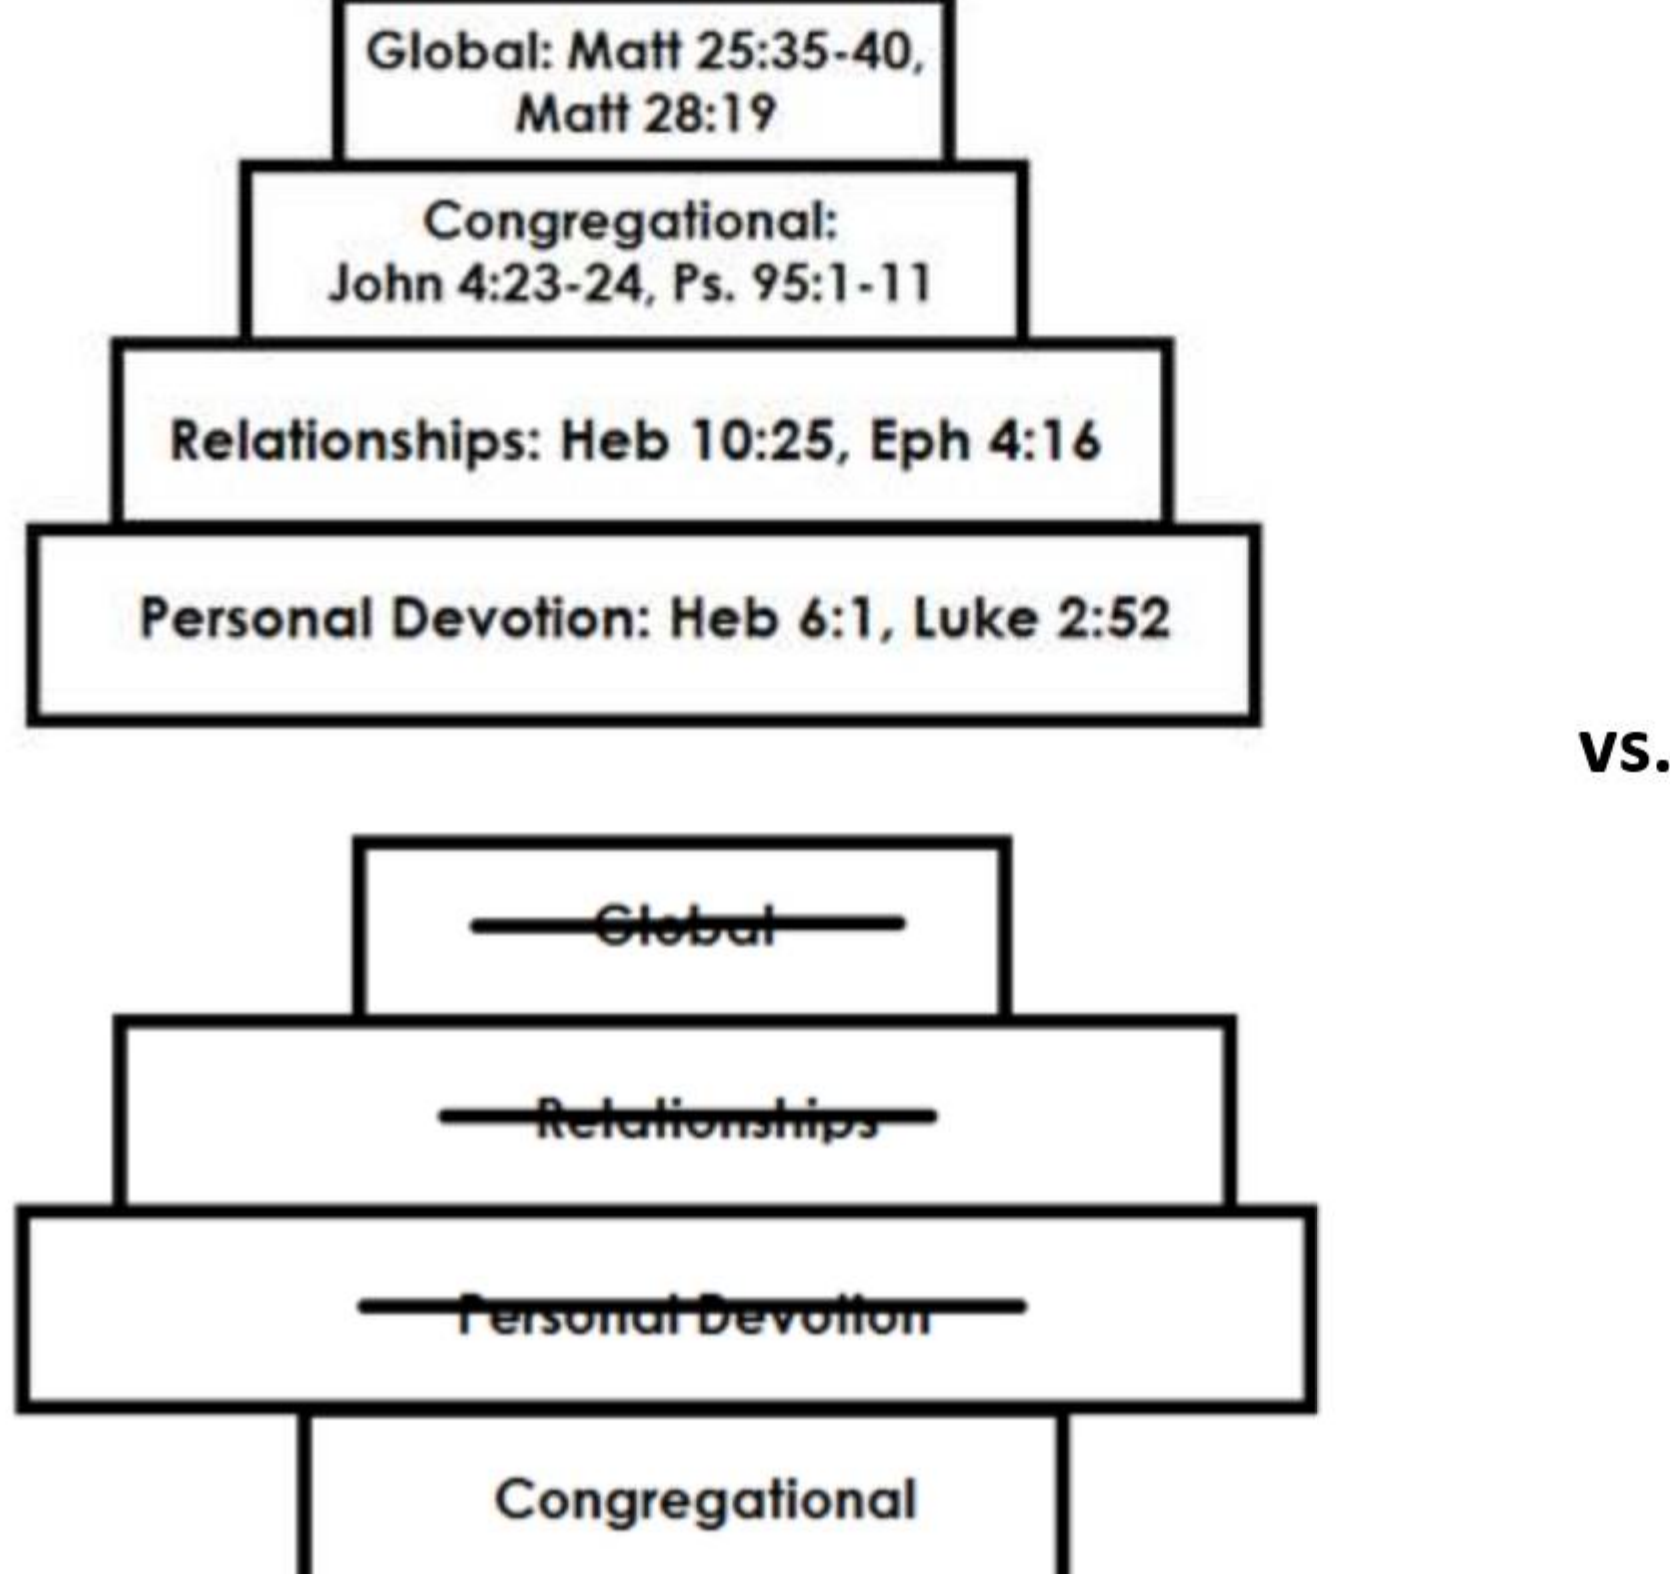 Global: Matt 25:35-40,
Matt 28:19
Congregational:
John 4:23-24, Ps. 95:1-11
Relationships: Heb 10:25, Eph 4:16
Personal Devotion: Heb 6:1, Luke 2:52
vs.
Global
Relationships
Personal Devotion
Congregational